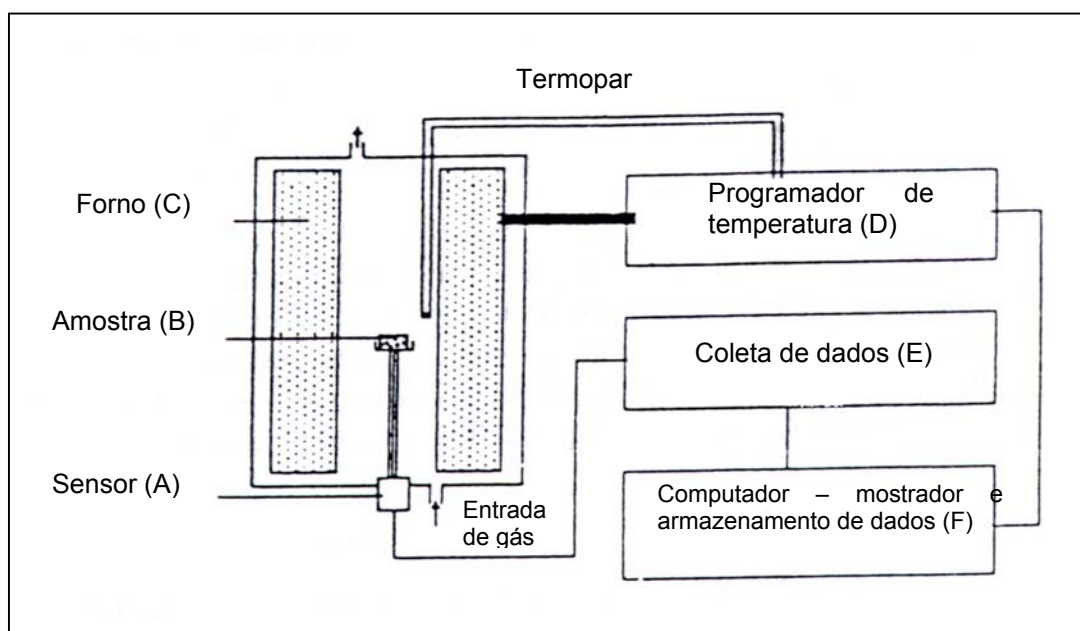 Termopar
Forno (C)
Programador de
temperatura (D)
Amostra (B)
Coleta de dados (E)
Sensor (A)
Entrada
de gás
Computador – mostrador e
armazenamento de dados (F)